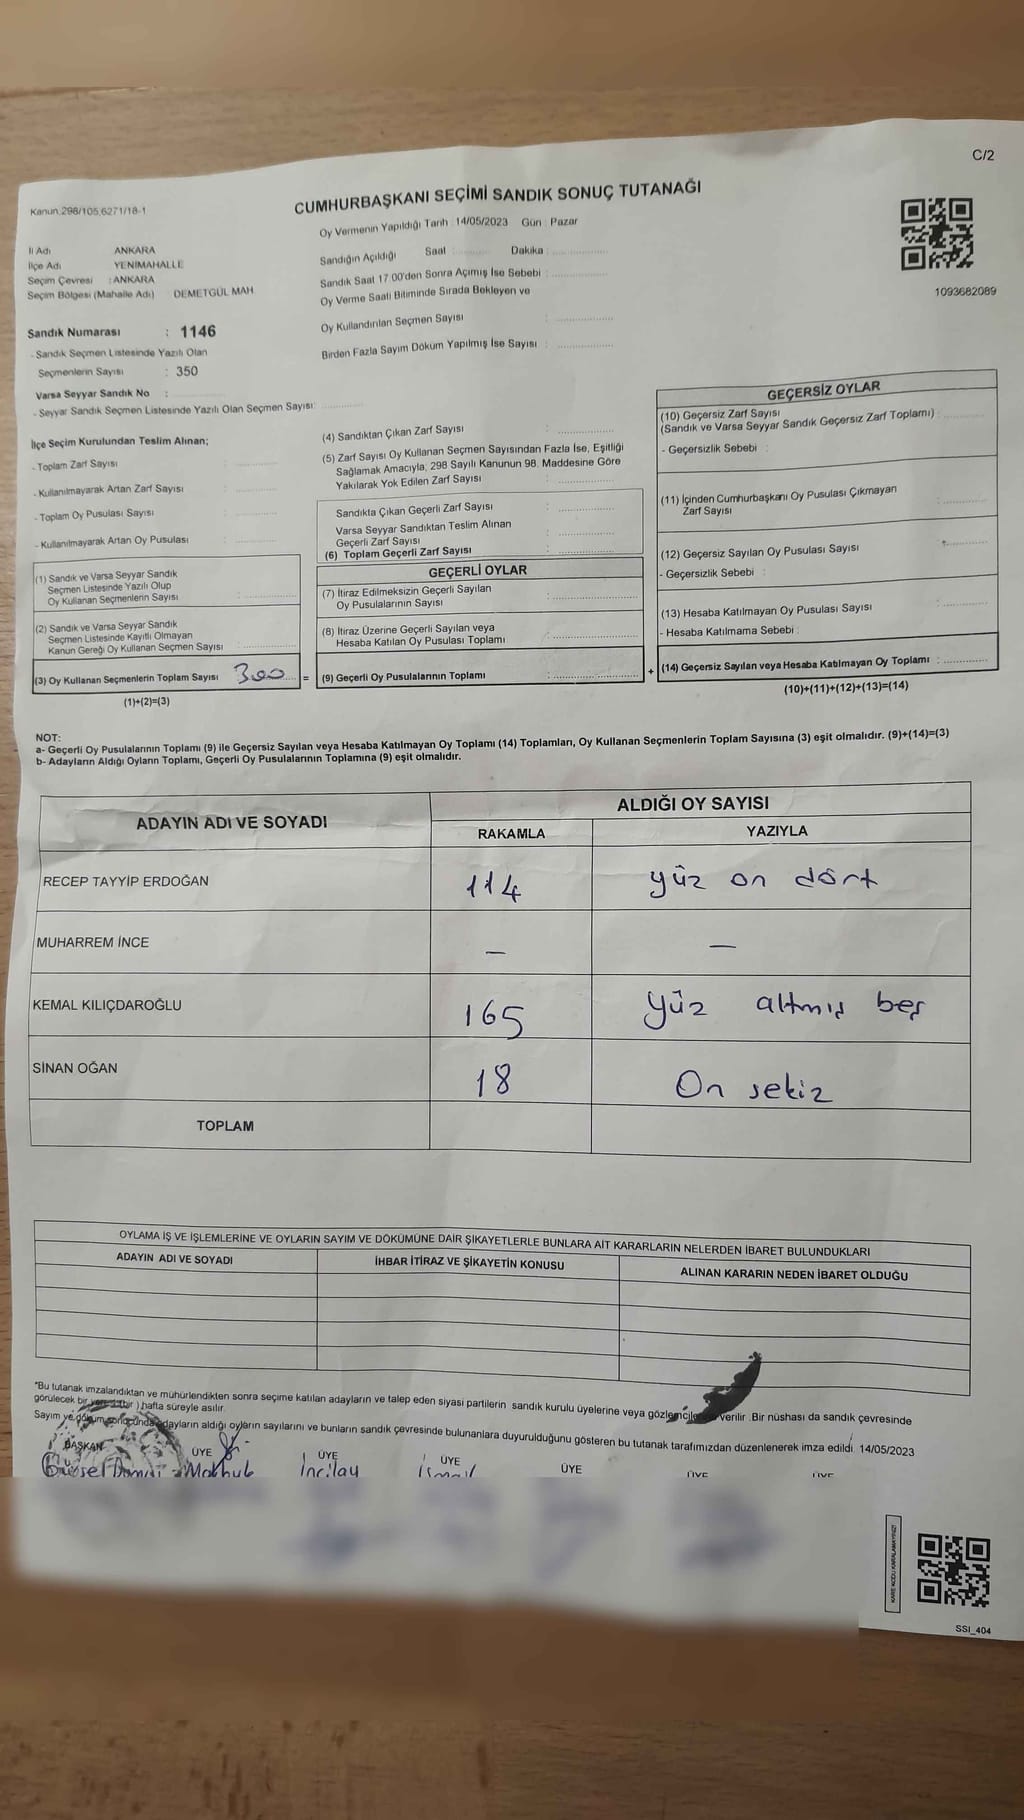 C/2
Kanun.298/105,6271/18-1
CUMHURBAŞKANI SEÇİMİ SANDIK SONUÇ TUTANAĞI
Oy Vermenin Yapıldığı Tarih : 14/05/2023 Gün : Pazar
İl Adı ANKARA
İlçe Adı YENİMAHALLE
Seçim Çevresi : ANKARA
Seçim Bölgesi (Mahalle Adı) DEMETGÜL MAH.
Sandık Numarası : 1146
- Sandık Seçmen Listesinde Yazılı Olan
Seçmenlerin Sayısı : 350
Varsa Seyyar Sandık No :
- Seyyar Sandık Seçmen Listesinde Yazılı Olan Seçmen Sayısı:
Sandığın Açıldığı Saat Dakika :
Sandık Saat 17:00'den Sonra Açımış İse Sebebi :
Oy Verme Saati Bitiminde Sırada Bekleyen ve
Oy Kullandırılan Seçmen Sayısı :
Birden Fazla Sayım Döküm Yapılmış İse Sayısı :
1093682089
İlçe Seçim Kurulundan Teslim Alınan;
- Toplam Zarf Sayısı :
- Kullanılmayarak Artan Zarf Sayısı :
- Toplam Oy Pusulası Sayısı :
- Kullanılmayarak Artan Oy Pusulası :
(1) Sandık ve Varsa Seyyar Sandık
Seçmen Listesinde Yazılı Olup
Oy Kullanan Seçmenlerin Sayısı :
(2) Sandık ve Varsa Seyyar Sandık
Seçmen Listesinde Kayıtlı Olmayan
Kanun Gereği Oy Kullanan Seçmen Sayısı :
(3) Oy Kullanan Seçmenlerin Toplam Sayısı 300 =
(1)+(2)=(3)
(4) Sandıktan Çıkan Zarf Sayısı :
(5) Zarf Sayısı Oy Kullanan Seçmen Sayısından Fazla İse, Eşitliği
Sağlamak Amacıyla, 298 Sayılı Kanunun 98. Maddesine Göre
Yakılarak Yok Edilen Zarf Sayısı :
Sandıkta Çıkan Geçerli Zarf Sayısı :
Varsa Seyyar Sandıktan Teslim Alınan
Geçerli Zarf Sayısı :
(6) Toplam Geçerli Zarf Sayısı :
GEÇERLİ OYLAR
(7) İtiraz Edilmeksizin Geçerli Sayılan
Oy Pusulalarının Sayısı :
(8) İtiraz Üzerine Geçerli Sayılan veya
Hesaba Katılan Oy Pusulası Toplamı :
(9) Geçerli Oy Pusulalarının Toplamı : +
GEÇERSİZ OYLAR
(10) Geçersiz Zarf Sayısı
(Sandık ve Varsa Seyyar Sandık Geçersiz Zarf Toplamı) :
- Geçersizlik Sebebi :
(11) İçinden Cumhurbaşkanı Oy Pusulası Çıkmayan
Zarf Sayısı :
(12) Geçersiz Sayılan Oy Pusulası Sayısı :
- Geçersizlik Sebebi :
(13) Hesaba Katılmayan Oy Pusulası Sayısı :
- Hesaba Katılmama Sebebi :
(14) Geçersiz Sayılan veya Hesaba Katılmayan Oy Toplamı :
(10)+(11)+(12)+(13)=(14)
NOT:
a- Geçerli Oy Pusulalarının Toplamı (9) ile Geçersiz Sayılan veya Hesaba Katılmayan Oy Toplamı (14) Toplamları, Oy Kullanan Seçmenlerin Toplam Sayısına (3) eşit olmalıdır. (9)+(14)=(3)
b- Adayların Aldığı Oyların Toplamı, Geçerli Oy Pusulalarının Toplamına (9) eşit olmalıdır.
ADAYIN ADI VE SOYADI ALDIĞI OY SAYISI
RAKAMLA YAZIYLA
RECEP TAYYİP ERDOĞAN 114 yüz on dört
MUHARREM İNCE — —
KEMAL KILIÇDAROĞLU 165 yüz altmış beş
SİNAN OĞAN 18 On sekiz
TOPLAM
OYLAMA İŞ VE İŞLEMLERİNE VE OYLARIN SAYIM VE DÖKÜMÜNE DAİR ŞİKAYETLERLE BUNLARA AİT KARARLARIN NELERDEN İBARET BULUNDUKLARI
ADAYIN ADI VE SOYADI İHBAR İTİRAZ VE ŞİKAYETİN KONUSU ALINAN KARARIN NEDEN İBARET OLDUĞU
*Bu tutanak imzalandıktan ve mühürlendikten sonra seçime katılan adayların ve talep eden siyasi partilerin sandık kurulu üyelerine veya gözlemcilere verilir. Bir nüshası da sandık çevresinde
görülecek bir hafta süreyle asılır.
Sayım ve döküm sonucunda adayların aldığı oyların sayılarını ve bunların sandık çevresinde bulunanlara duyurulduğunu gösteren bu tutanak tarafımızdan düzenlenerek imza edildi. 14/05/2023
BAŞKAN ÜYE ÜYE ÜYE ÜYE ÜYE ÜYE
İncilay İsmail
KARE KODU KARALAMAYINIZ!
SSI_404